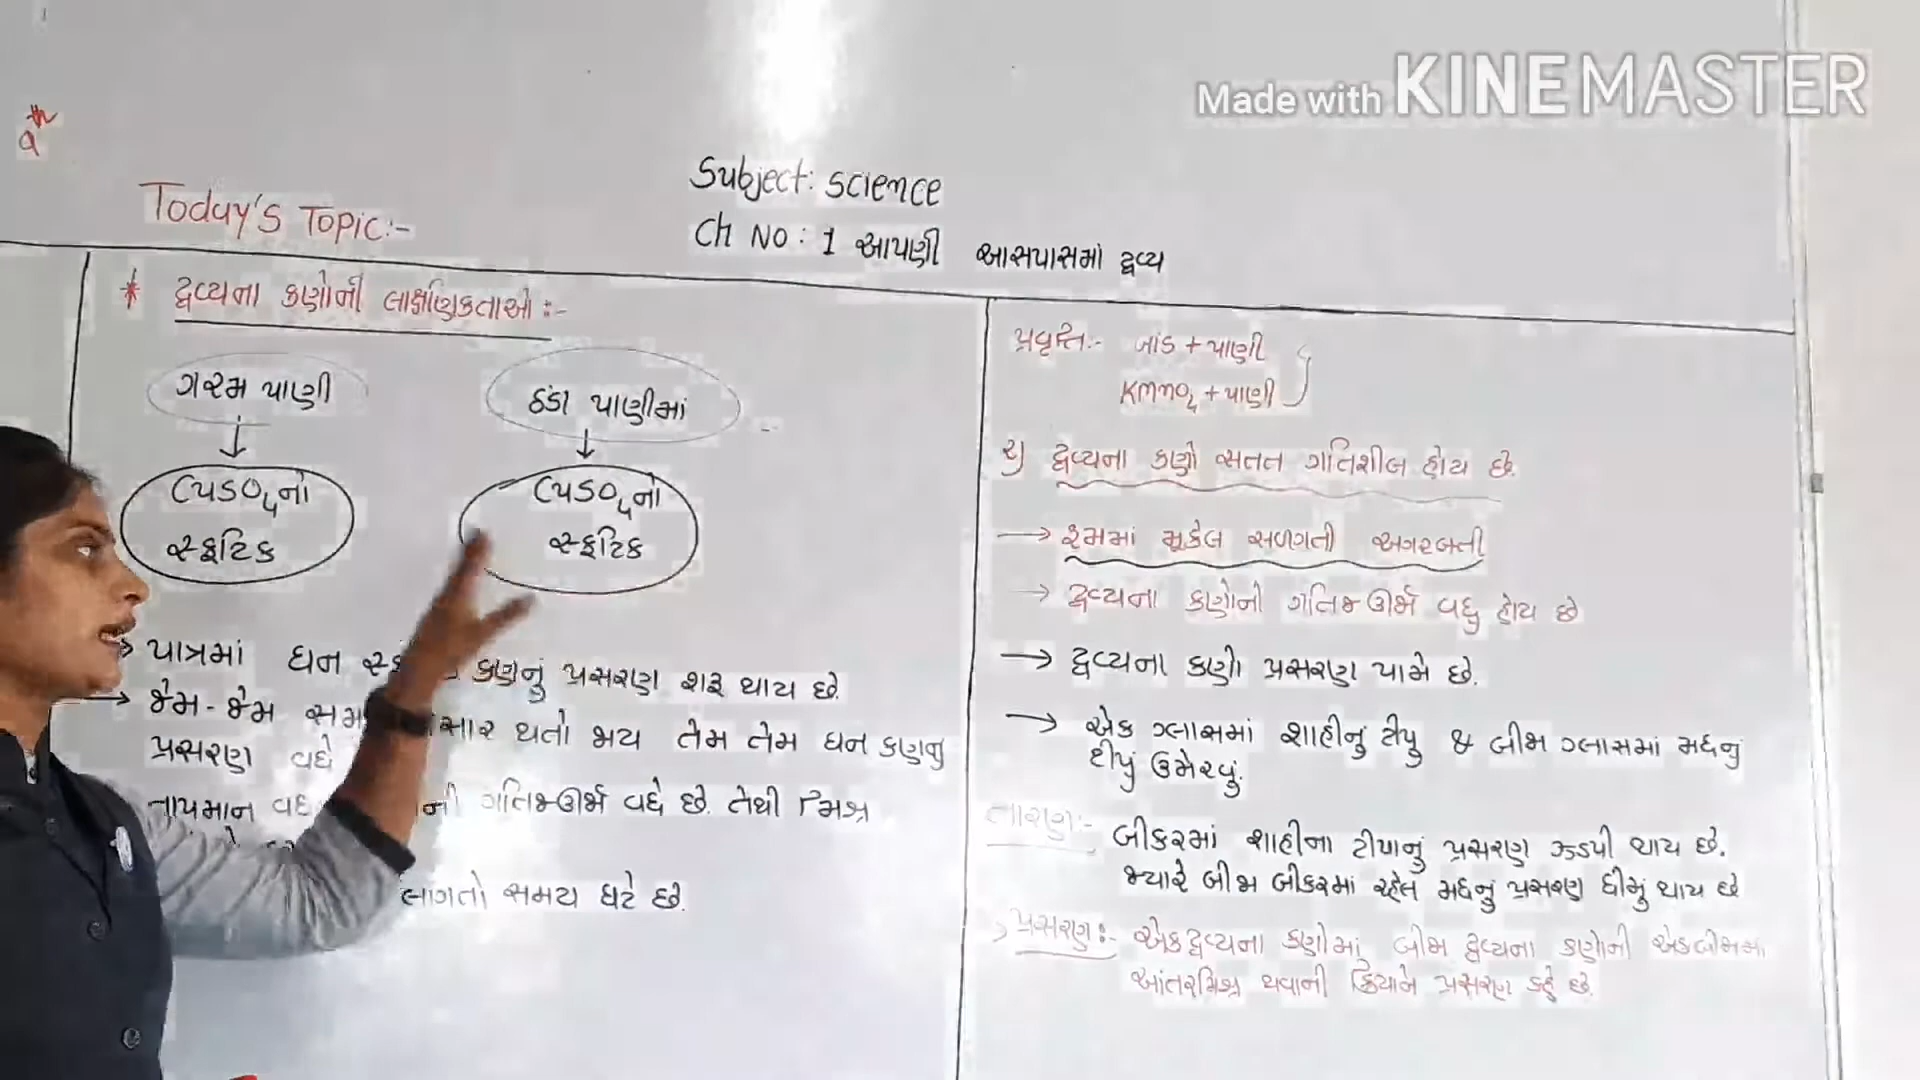 Made with KINEMASTER
9th
Subject: Science
Today's Topic:-
Ch No: 1 આપણી આસપાસમાં દ્રવ્ય
* દ્રવ્યના કણોની લાક્ષણિકતાઓ :-
ગરમ પાણી
ઠંડા પાણીમાં
CuSO4નો
સ્ફટિક
CuSO4નો
સ્ફટિક
→ પાત્રમાં ઘન કણનું પ્રસરણ શરૂ થાય છે.
→ જેમ-જેમ થતો જાય તેમ તેમ ઘન કણનુ
પ્રસરણ વધે
તાપમાન ગતિજઊર્જા વધે છે. તેથી મિશ્ર
લાગતો સમય ઘટે છે.
પ્રવૃત્તિ:- ખાંડ + પાણી
KMnO4 + પાણી
2) દ્રવ્યના કણો સતત ગતિશીલ હોય છે.
→ રૂમમાં મૂકેલ સળગતી અગરબત્તી
→ દ્રવ્યના કણોની ગતિજઊર્જા વધુ હોય છે
→ દ્રવ્યના કણો પ્રસરણ પામે છે.
→ એક ગ્લાસમાં શાહીનું ટીપુ & બીજા ગ્લાસમાં મધનું
ટીપું ઉમેરવું.
તારણ:- બીકરમાં શાહીના ટીપાનું પ્રસરણ ઝડપી થાય છે.
જ્યારે બીજા બીકરમાં રહેલ મધનું પ્રસરણ ધીમું થાય છે
→ પ્રસરણ:- એક દ્રવ્યના કણોમાં બીજા દ્રવ્યના કણોની એકબીજામાં
આંતરમિશ્ર થવાની ક્રિયાને પ્રસરણ કહે છે.